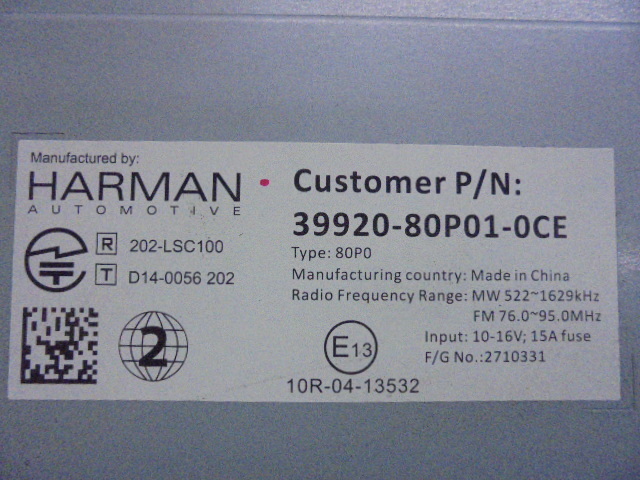 Manufactured by:
HARMAN
AUTOMOTIVE
R 202-LSC100
T D14-0056 202
2
Customer P/N:
39920-80P01-0CE
Type: 80P0
Manufacturing country: Made in China
Radio Frequency Range: MW 522~1629kHz
FM 76.0~95.0MHz
Input: 10-16V; 15A fuse
F/G No.:2710331
E13
10R-04-13532